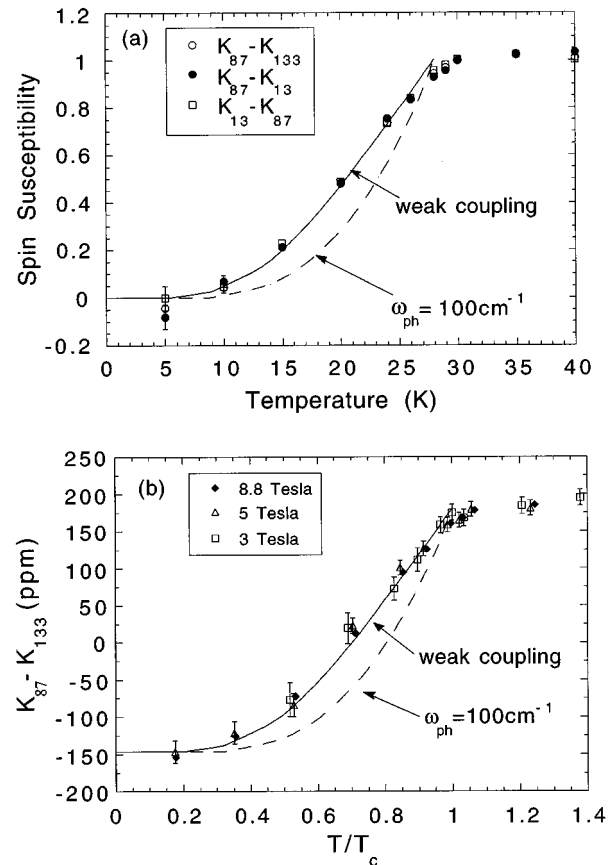 (a)
K87-K133
K87-K13
K13-K87
1.2
1.0
0.8
0.6
0.4
0.2
0
-0.2
Spin Susceptibility
weak coupling
ωph= 100cm-1
0 5 10 15 20 25 30 35 40
Temperature (K)
(b)
8.8 Tesla
5 Tesla
3 Tesla
250
200
150
100
50
0
-50
-100
-150
-200
K87- K133 (ppm)
weak coupling
ωph=100cm-1
0 0.2 0.4 0.6 0.8 1 1.2 1.4
T/Tc